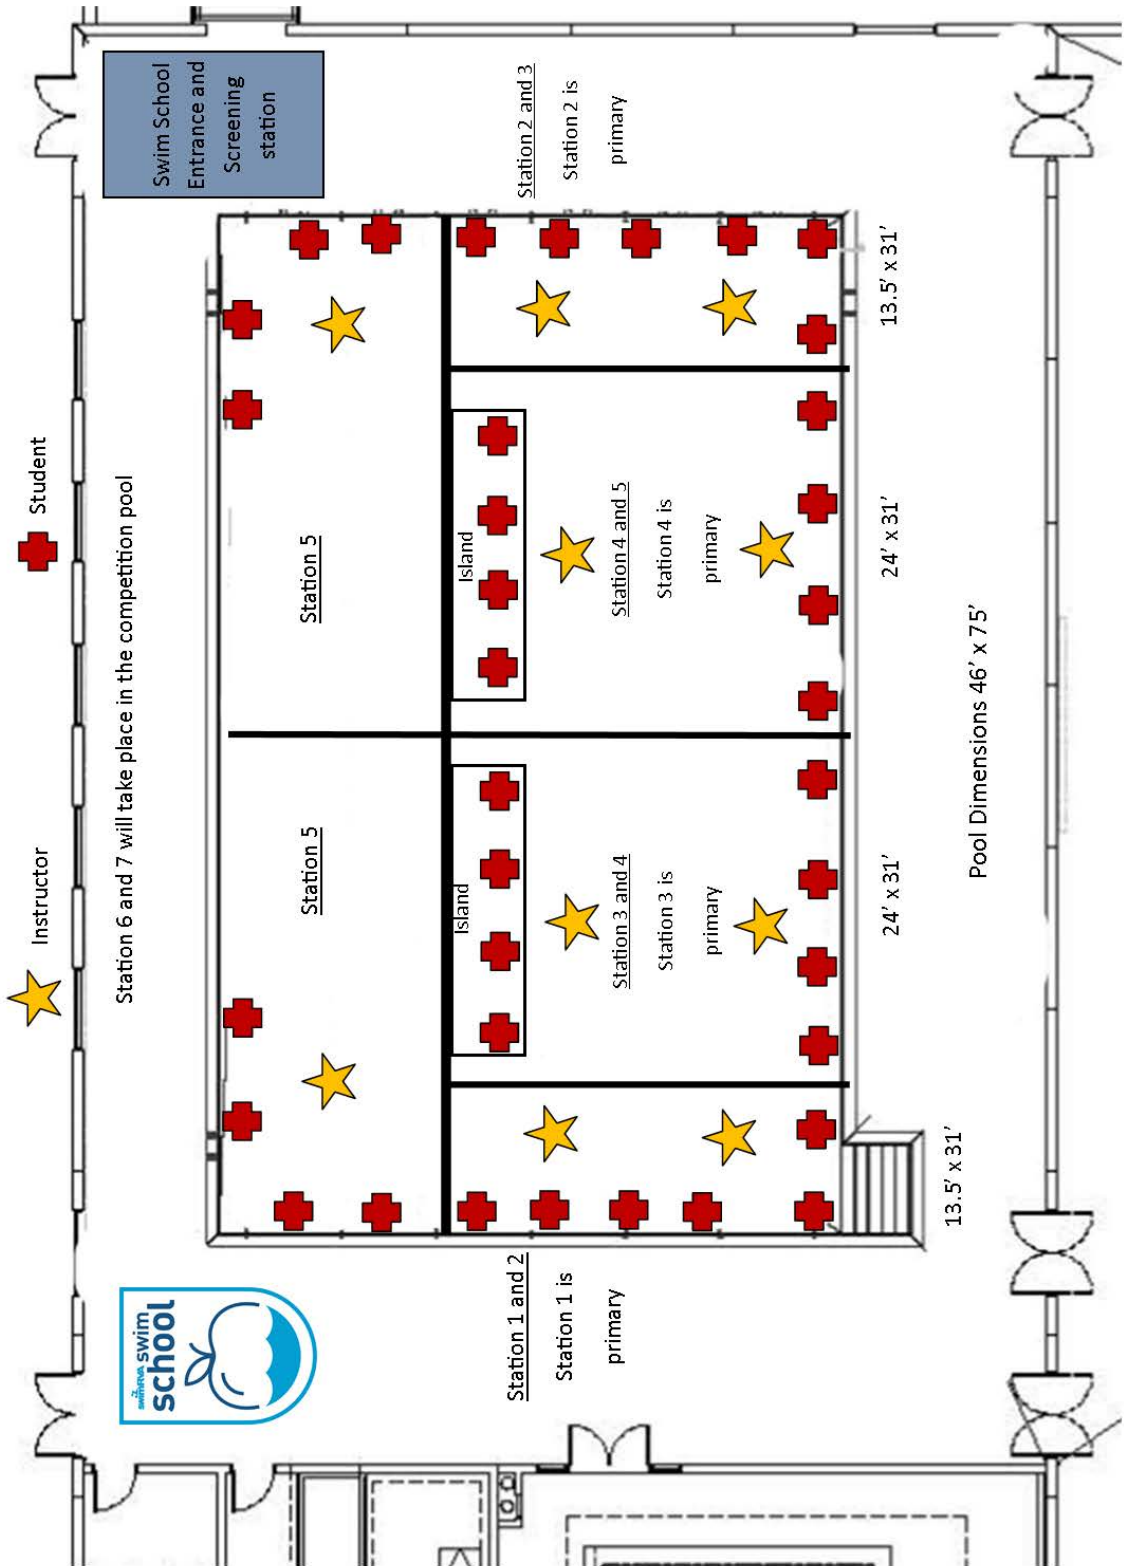 Instructor
Student
Station 6 and 7 will take place in the competition pool
swimRVA swim
school
Swim School
Entrance and
Screening
station
Station 5
Station 5
Island
Island
Station 1 and 2
Station 1 is
primary
Station 3 and 4
Station 3 is
primary
Station 4 and 5
Station 4 is
primary
Station 2 and 3
Station 2 is
primary
13.5’ x 31’
24’ x 31’
24’ x 31’
13.5’ x 31’
Pool Dimensions 46’ x 75’